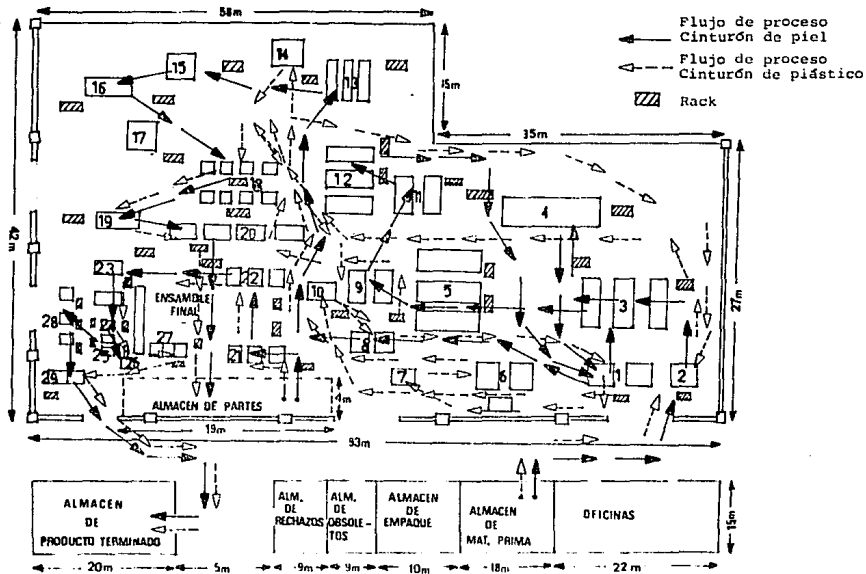 58m
Flujo de proceso
Cinturón de piel
Flujo de proceso
Cinturón de plástico
Rack
15m
35m
42m
27m
14
15
13
16
17
18
12
11
4
19
20
23
10
9
5
3
ENSAMBLE
FINAL
28
27
25
26
21
8
7
6
1
2
29
ALMACEN DE PARTES
4m
19m
93m
ALMACEN
DE
PRODUCTO TERMINADO
ALM.
DE
RECHAZOS
ALM.
DE
OBSOLE-
TOS
ALMACEN
DE
EMPAQUE
ALMACEN
DE
MAT. PRIMA
OFICINAS
15m
20m
5m
9m
9m
10m
18m
22m